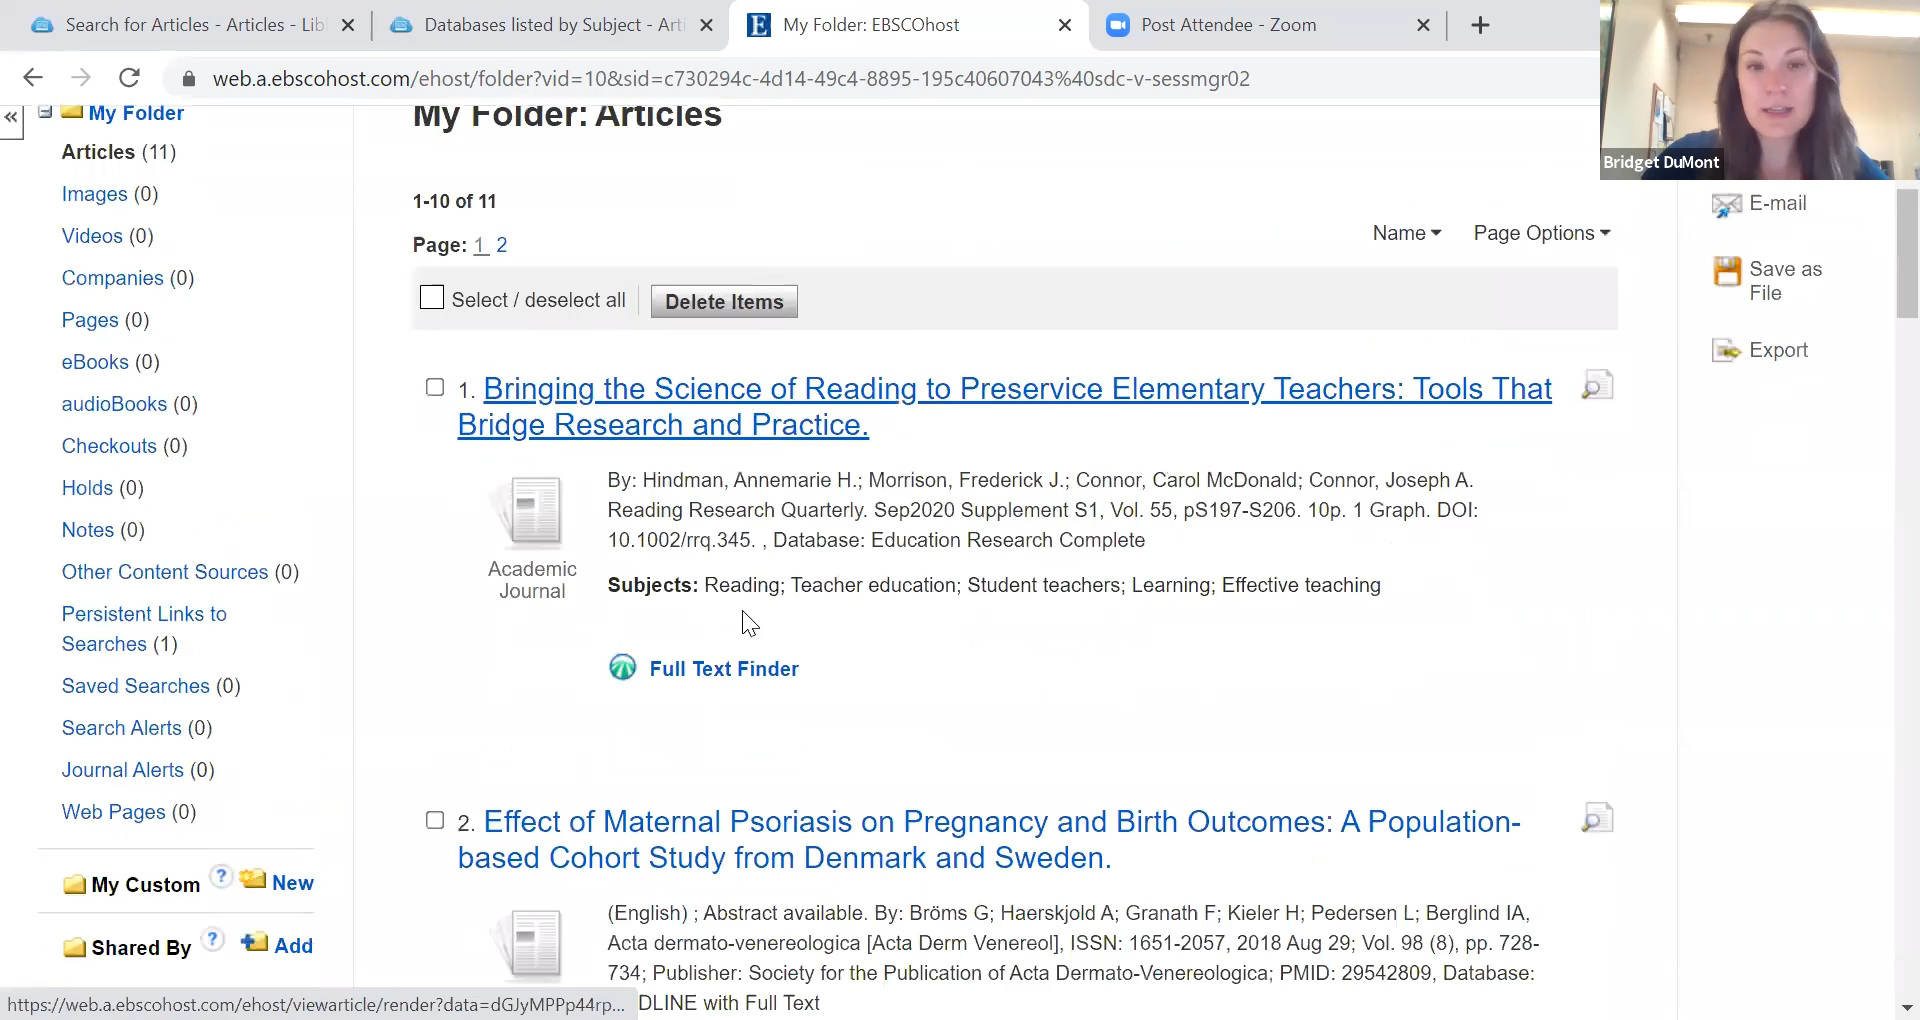 Search for Articles - Articles - Lib
Databases listed by Subject - Arti
My Folder: EBSCOhost
Post Attendee - Zoom
web.a.ebscohost.com/ehost/folder?vid=10&sid=c730294c-4d14-49c4-8895-195c40607043%40sdc-v-sessmgr02
Bridget DuMont
My Folder
Articles (11)
Images (0)
Videos (0)
Companies (0)
Pages (0)
eBooks (0)
audioBooks (0)
Checkouts (0)
Holds (0)
Notes (0)
Other Content Sources (0)
Persistent Links to
Searches (1)
Saved Searches (0)
Search Alerts (0)
Journal Alerts (0)
Web Pages (0)
My Custom ? New
Shared By ? Add
My Folder: Articles
1-10 of 11
Page: 1 2
Name Page Options
Select / deselect all Delete Items
1. Bringing the Science of Reading to Preservice Elementary Teachers: Tools That
Bridge Research and Practice.
Academic
Journal
By: Hindman, Annemarie H.; Morrison, Frederick J.; Connor, Carol McDonald; Connor, Joseph A.
Reading Research Quarterly. Sep2020 Supplement S1, Vol. 55, pS197-S206. 10p. 1 Graph. DOI:
10.1002/rrq.345. , Database: Education Research Complete
Subjects: Reading; Teacher education; Student teachers; Learning; Effective teaching
Full Text Finder
2. Effect of Maternal Psoriasis on Pregnancy and Birth Outcomes: A Population-
based Cohort Study from Denmark and Sweden.
(English) ; Abstract available. By: Bröms G; Haerskjold A; Granath F; Kieler H; Pedersen L; Berglind IA,
Acta dermato-venereologica [Acta Derm Venereol], ISSN: 1651-2057, 2018 Aug 29; Vol. 98 (8), pp. 728-
734; Publisher: Society for the Publication of Acta Dermato-Venereologica; PMID: 29542809, Database:
DLINE with Full Text
E-mail
Save as
File
Export
https://web.a.ebscohost.com/ehost/viewarticle/render?data=dGJyMPPp44rp...